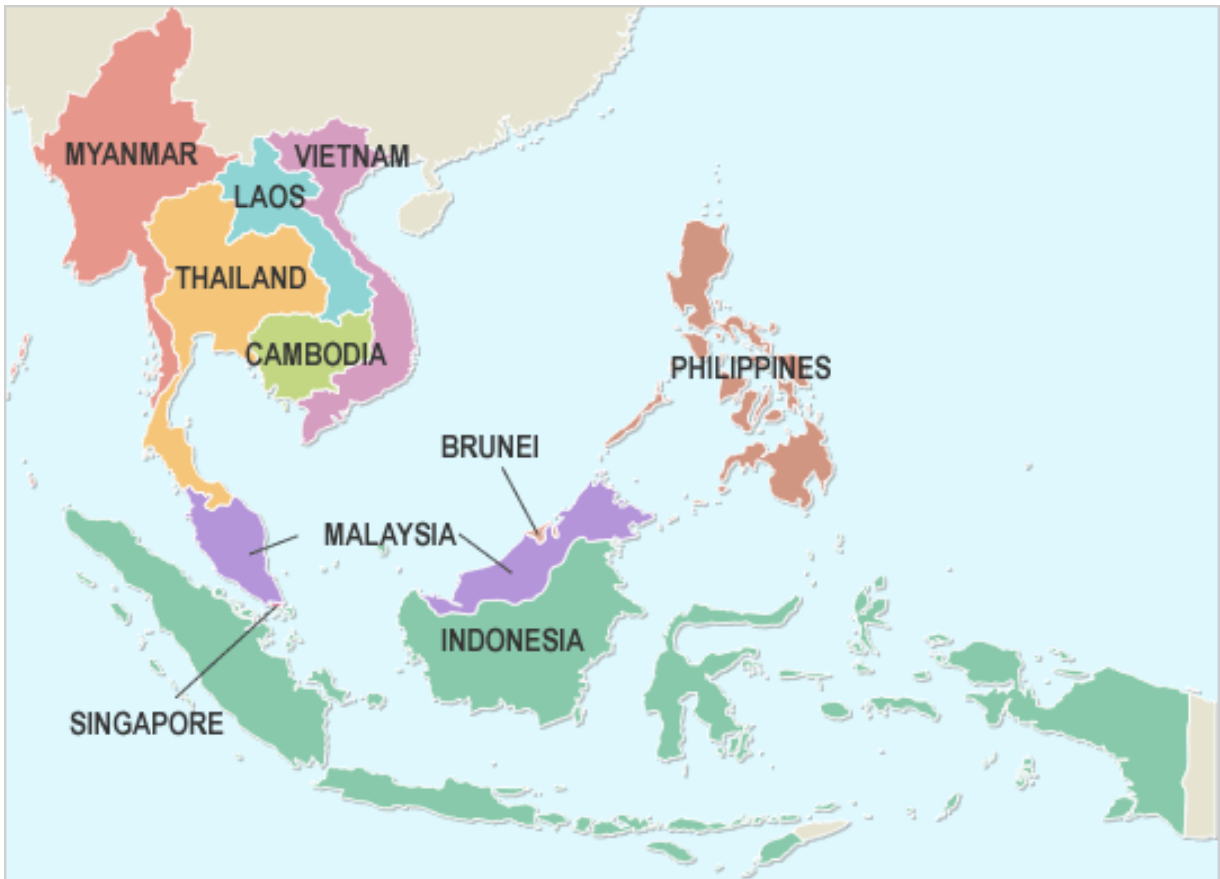 MYANMAR
VIETNAM
LAOS
THAILAND
CAMBODIA
PHILIPPINES
BRUNEI
MALAYSIA
INDONESIA
SINGAPORE